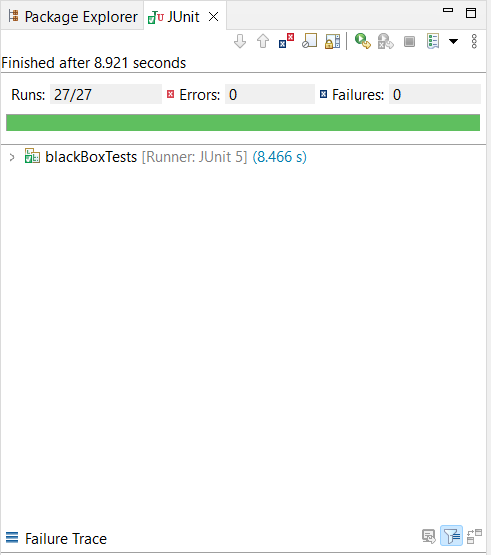 Package Explorer JUnit
Finished after 8.921 seconds
Runs: 27/27 Errors: 0 Failures: 0
blackBoxTests [Runner: JUnit 5] (8.466 s)
Failure Trace